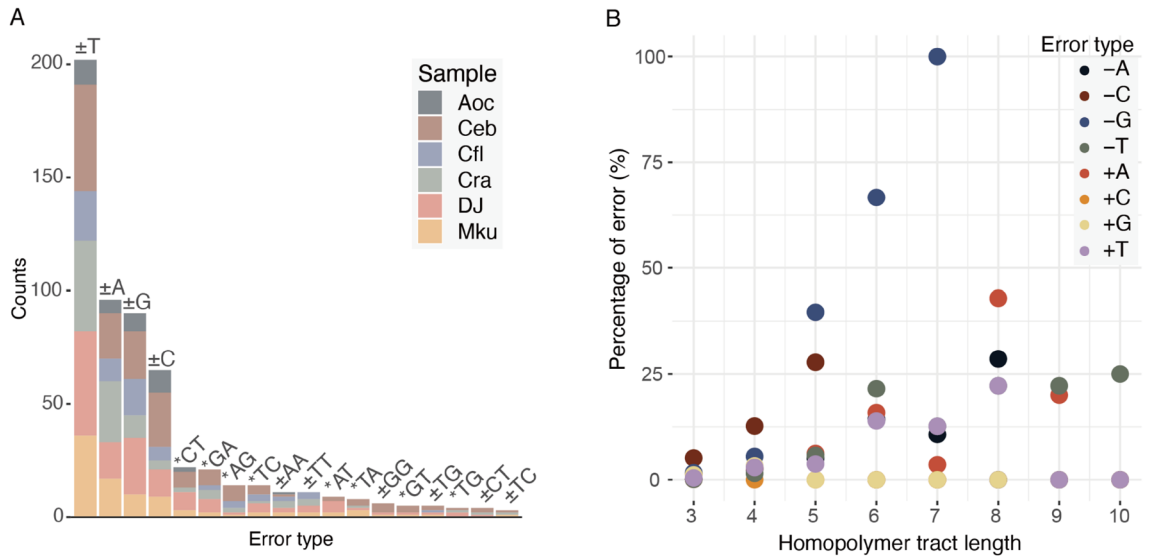 A
Counts
200
150
100
50
0
±T
±A
±G
±C
*CT
*GA
*AG
*TC
±AA
±TT
*AT
*TA
±GG
*GT
±TG
*TG
±CT
±TC
Error type
Sample
Aoc
Ceb
Cfl
Cra
DJ
Mku
B
Percentage of error (%)
100
75
50
25
0
3 4 5 6 7 8 9 10
Homopolymer tract length
Error type
−A
−C
−G
−T
+A
+C
+G
+T